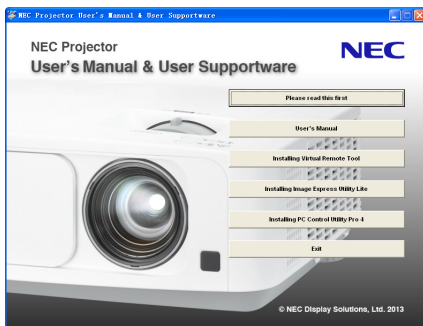 NEC Projector User's Manual & User Supportware
NEC Projector
NEC
User's Manual & User Supportware
Please read this first
User's Manual
Installing Virtual Remote Tool
Installing Image Express Utility Lite
Installing PC Control Utility Pro 4
Exit
© NEC Display Solutions, Ltd. 2013